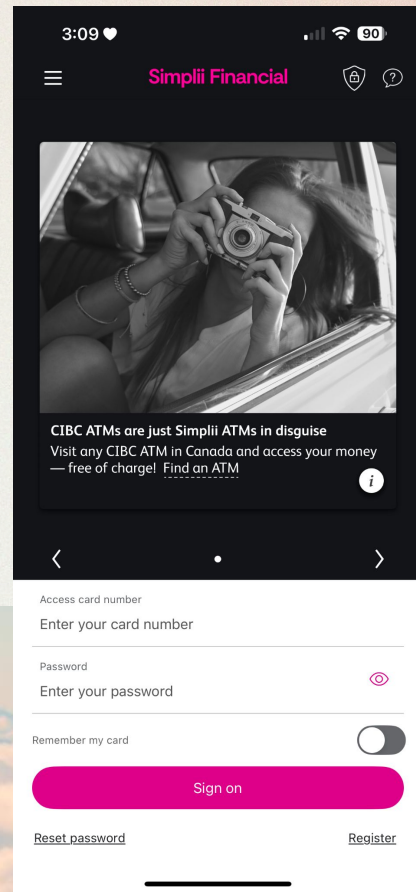 3:09
90
Simplii Financial
CIBC ATMs are just Simplii ATMs in disguise
Visit any CIBC ATM in Canada and access your money
— free of charge! Find an ATM
i
Access card number
Enter your card number
Password
Enter your password
Remember my card
Sign on
Reset password
Register